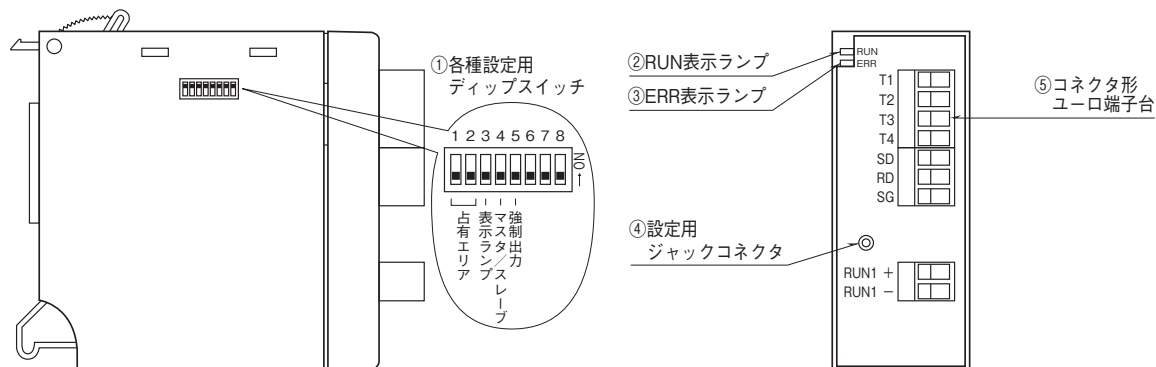 ①各種設定用
ディップスイッチ
1 2 3 4 5 6 7 8
ON→
占有エリア
表示ランプ
マスタ/スレーブ
強制出力
②RUN表示ランプ
③ERR表示ランプ
④設定用
ジャックコネクタ
RUN
ERR
T1
T2
T3
T4
SD
RD
SG
RUN1 +
RUN1 −
⑤コネクタ形
ユーロ端子台